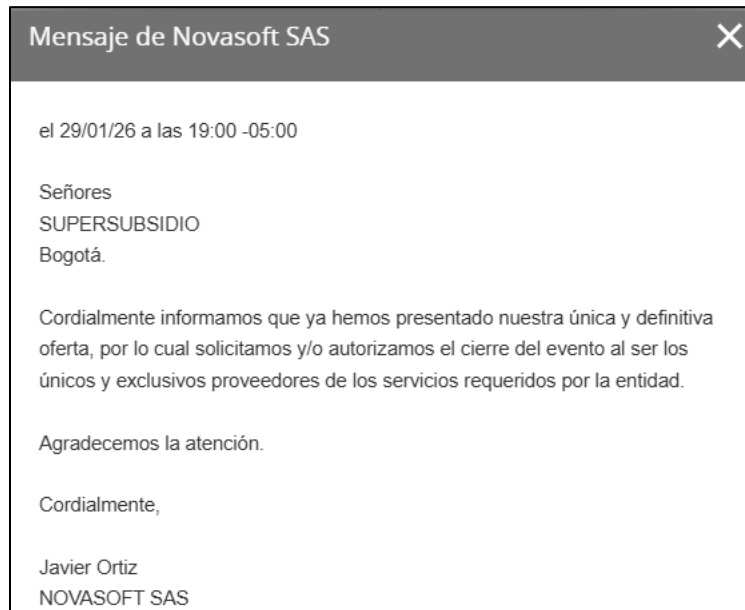 Mensaje de Novasoft SAS
el 29/01/26 a las 19:00 -05:00
Señores
SUPERSUBSIDIO
Bogotá.
Cordialmente informamos que ya hemos presentado nuestra única y definitiva
oferta, por lo cual solicitamos y/o autorizamos el cierre del evento al ser los
únicos y exclusivos proveedores de los servicios requeridos por la entidad.
Agradecemos la atención.
Cordialmente,
Javier Ortiz
NOVASOFT SAS